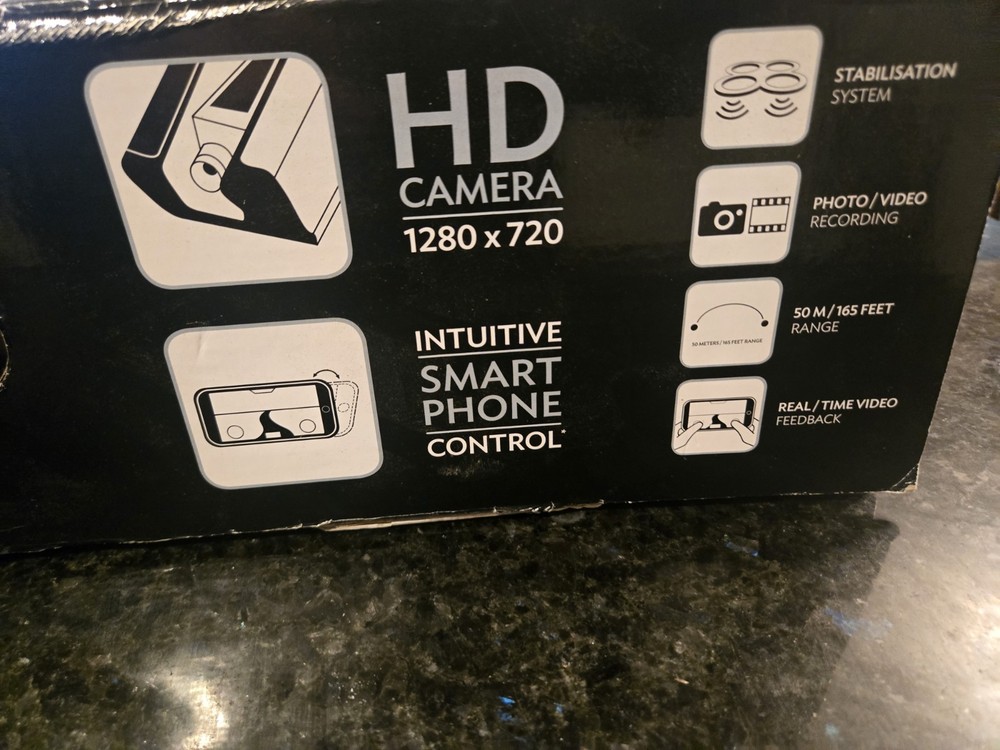 HD
CAMERA
1280 x 720
INTUITIVE
SMART
PHONE
CONTROL*
STABILISATION
SYSTEM
PHOTO / VIDEO
RECORDING
50 M / 165 FEET
RANGE
50 METERS / 165 FEET RANGE
REAL / TIME VIDEO
FEEDBACK